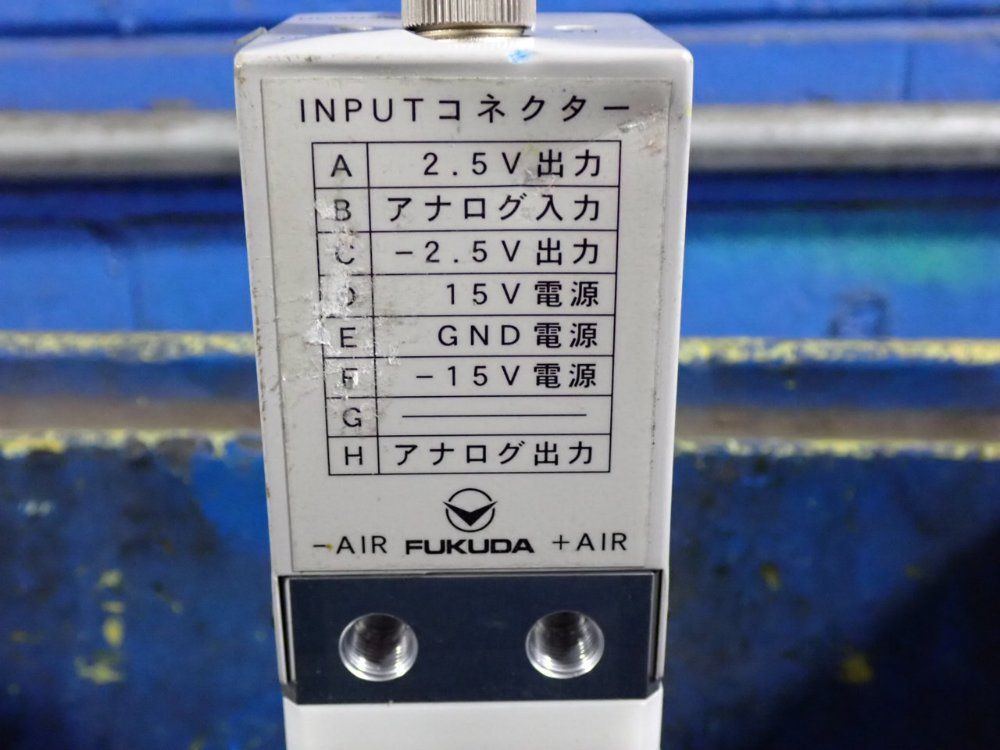 INPUTコネクター
A 2.5V出力
B アナログ入力
C -2.5V出力
D 15V電源
E GND電源
F -15V電源
G ―――
H アナログ出力
-AIR FUKUDA +AIR